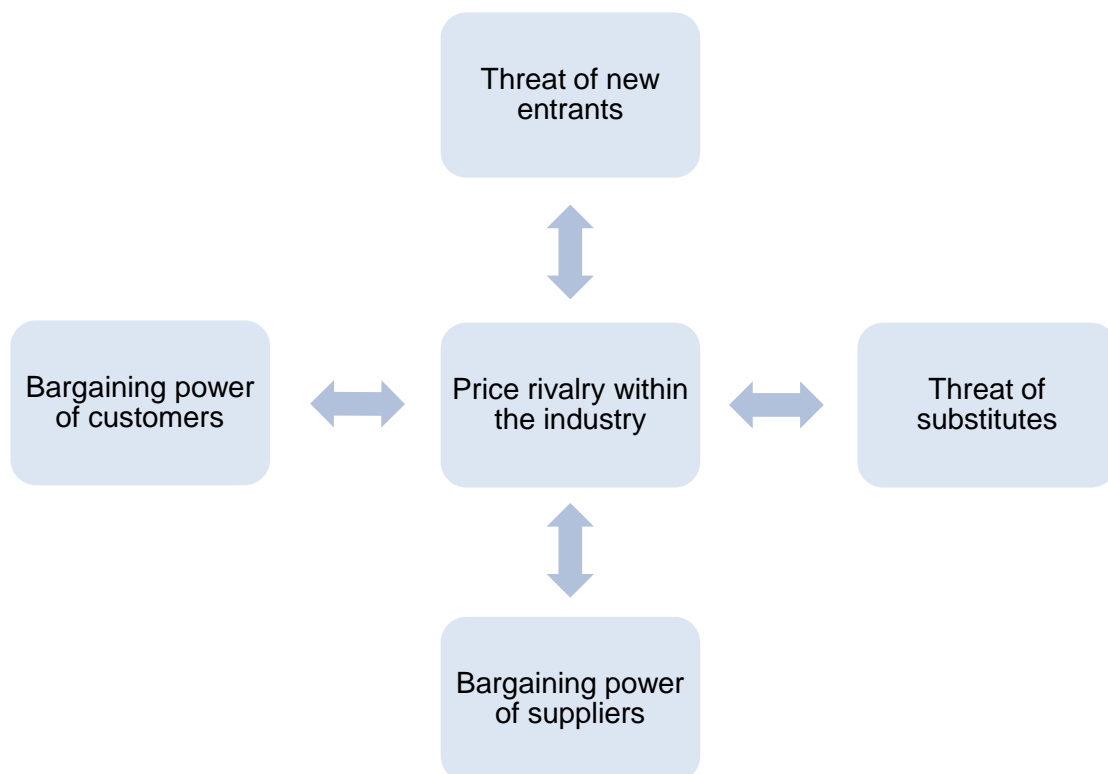 Threat of new
entrants
Bargaining power
of customers
Price rivalry within
the industry
Threat of
substitutes
Bargaining power
of suppliers